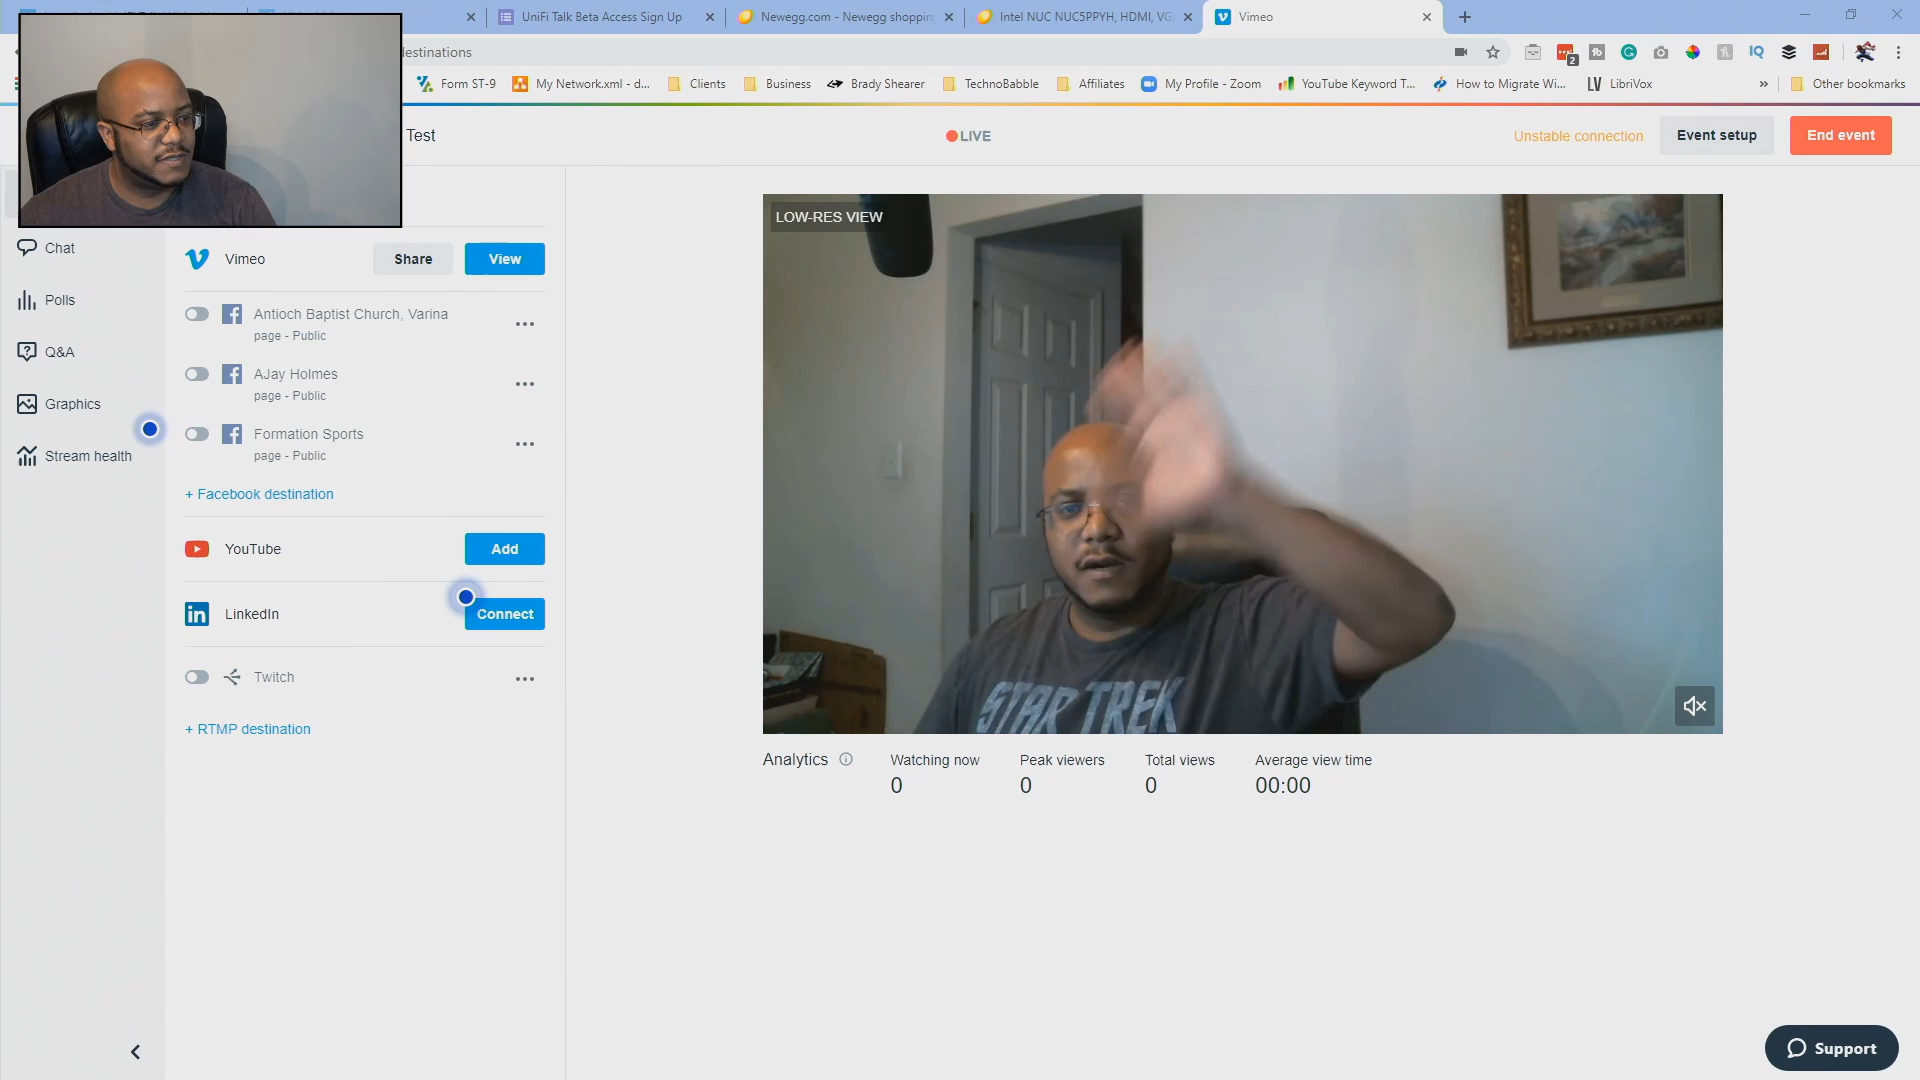 UniFi Talk Beta Access Sign Up
Newegg.com - Newegg shoppin
Intel NUC NUC5PPYH, HDMI, VG
Vimeo
destinations
2
IQ
Form ST-9
My Network.xml - d...
Clients
Business
Brady Shearer
TechnoBabble
Affiliates
My Profile - Zoom
YouTube Keyword T...
How to Migrate Wi...
LV LibriVox
»
Other bookmarks
Test
LIVE
Unstable connection
Event setup
End event
LOW-RES VIEW
Chat
Polls
Q&A
Graphics
Stream health
Vimeo
Share
View
Antioch Baptist Church, Varina
page - Public
AJay Holmes
page - Public
Formation Sports
page - Public
+ Facebook destination
YouTube
Add
LinkedIn
Connect
Twitch
+ RTMP destination
STAR TREK
Analytics
Watching now
0
Peak viewers
0
Total views
0
Average view time
00:00
Support